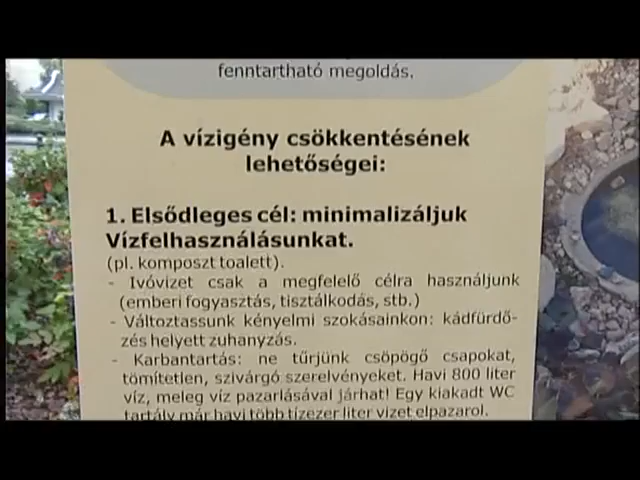 fenntartható megoldás.
A vízigény csökkentésének
lehetőségei:
1. Elsődleges cél: minimalizáljuk
Vízfelhasználásunkat.
(pl. komposzt toalett).
- Ivóvizet csak a megfelelő célra használjunk
(emberi fogyasztás, tisztálkodás, stb.)
- Változtassunk kényelmi szokásainkon: kádfürdő-
zés helyett zuhanyzás.
- Karbantartás: ne tűrjünk csöpögő csapokat,
tömítetlen, szivárgó szerelvényeket. Havi 800 liter
víz, meleg víz pazarlásával járhat! Egy kiakadt WC
tartály már havi több tízezer liter vizet elpazarol.